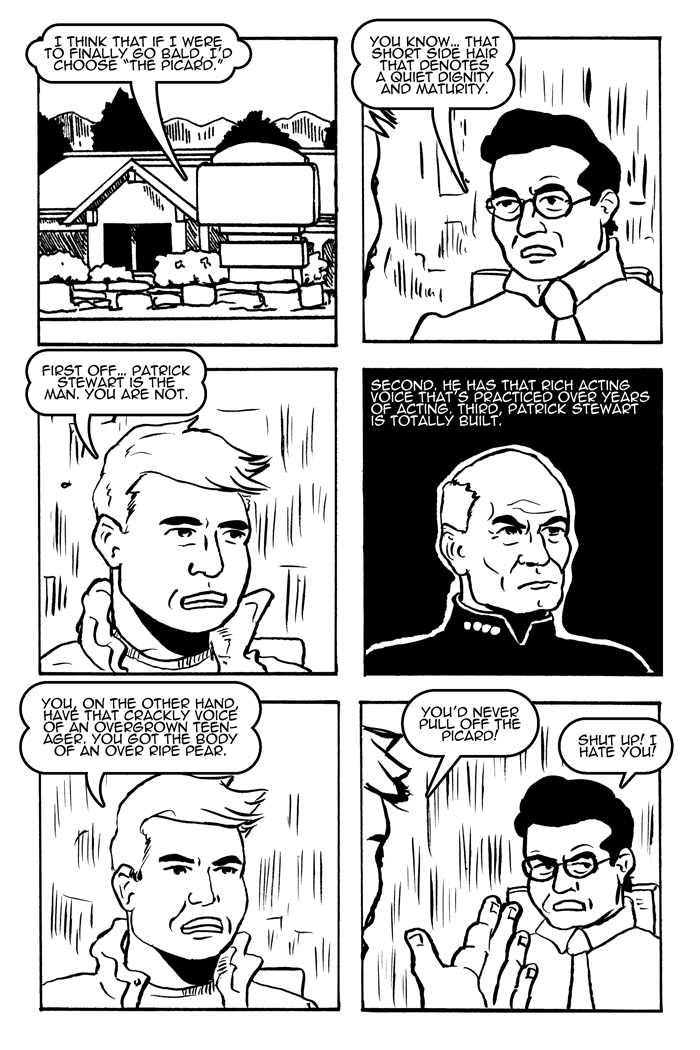 I THINK THAT IF I WERE
TO FINALLY GO BALD, I'D
CHOOSE "THE PICARD."
YOU KNOW... THAT
SHORT SIDE HAIR
THAT DENOTES
A QUIET DIGNITY
AND MATURITY.
FIRST OFF... PATRICK
STEWART IS THE
MAN. YOU ARE NOT.
SECOND, HE HAS THAT RICH ACTING
VOICE THAT'S PRACTICED OVER YEARS
OF ACTING. THIRD, PATRICK STEWART
IS TOTALLY BUILT.
YOU, ON THE OTHER HAND,
HAVE THAT CRACKLY VOICE
OF AN OVERGROWN TEEN-
AGER. YOU GOT THE BODY
OF AN OVER RIPE PEAR.
YOU'D NEVER
PULL OFF THE
PICARD!
SHUT UP! I
HATE YOU!